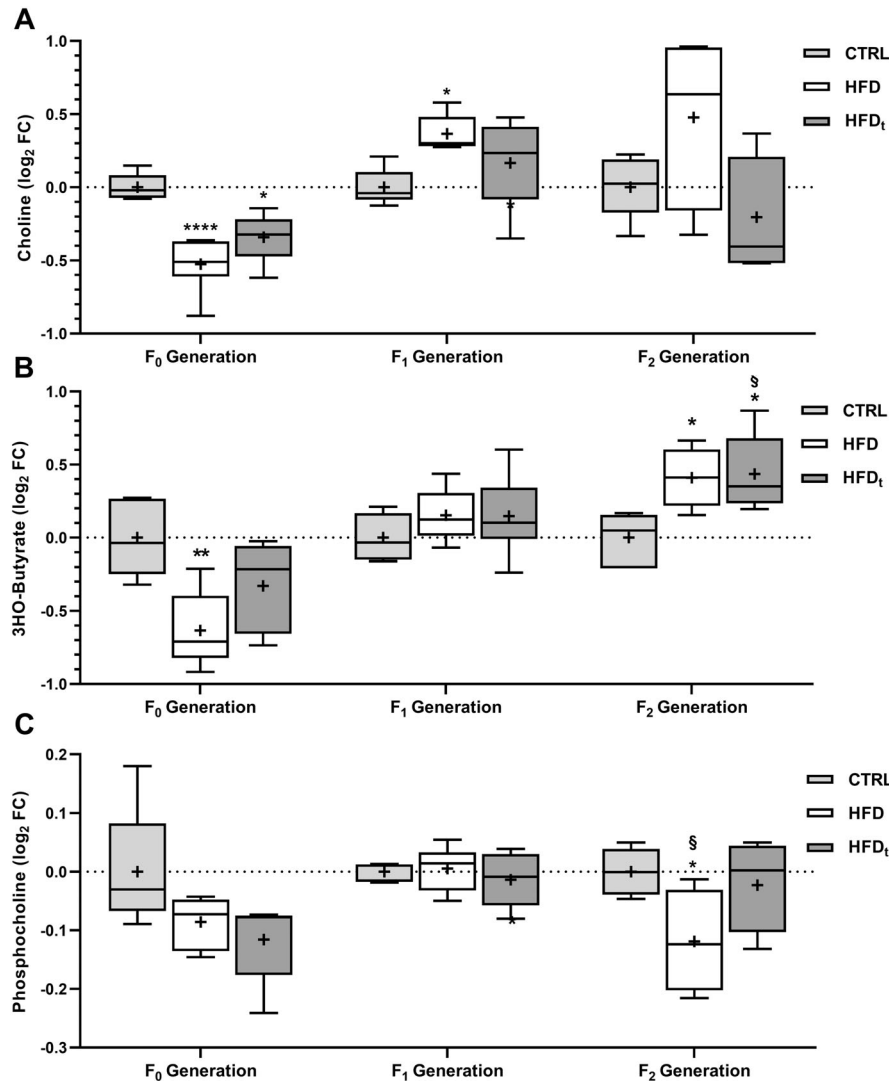 A
Choline (log₂ FC)
1.0
0.5
0.0
-0.5
-1.0
****
*
*
*
CTRL
HFD
HFDₜ
F₀ Generation
F₁ Generation
F₂ Generation
B
3HO-Butyrate (log₂ FC)
1.0
0.5
0.0
-0.5
-1.0
**
*
§
*
CTRL
HFD
HFDₜ
F₀ Generation
F₁ Generation
F₂ Generation
C
Phosphocholine (log₂ FC)
0.2
0.1
0.0
-0.1
-0.2
-0.3
*
§
*
CTRL
HFD
HFDₜ
F₀ Generation
F₁ Generation
F₂ Generation